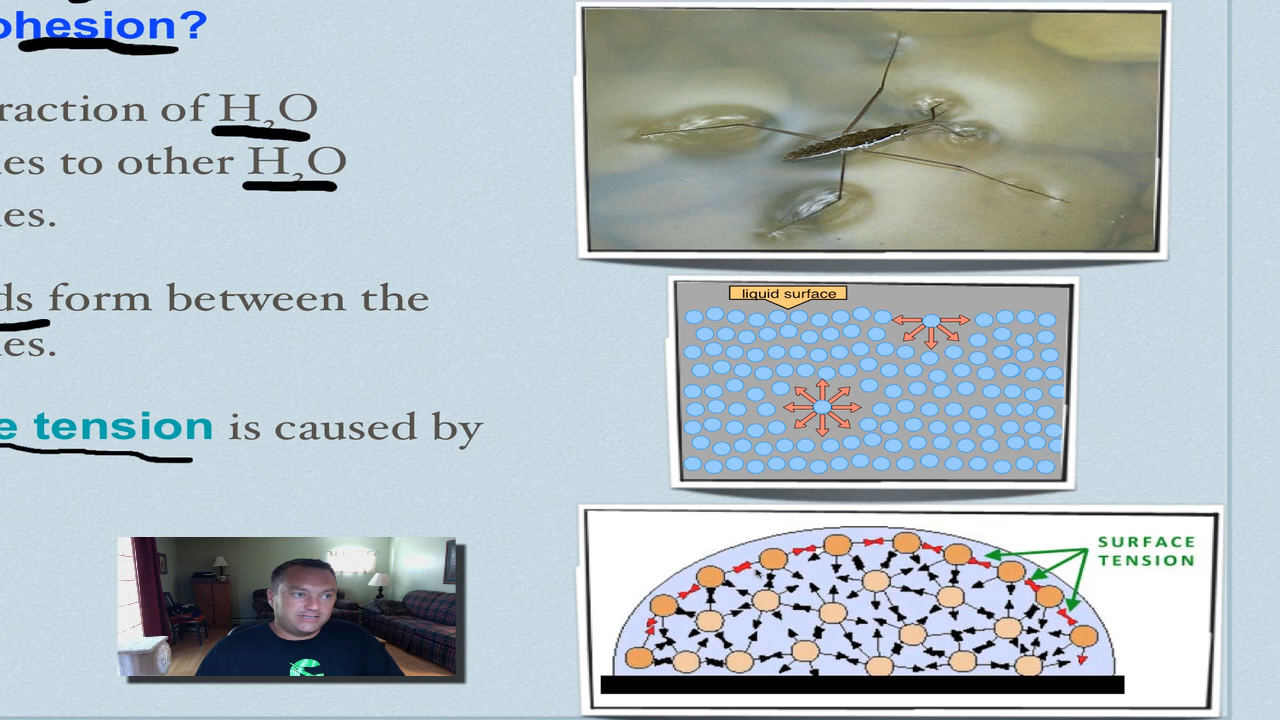 ohesion?
raction of H₂O
es to other H₂O
es.
ds form between the
es.
e tension is caused by
liquid surface
SURFACE
TENSION